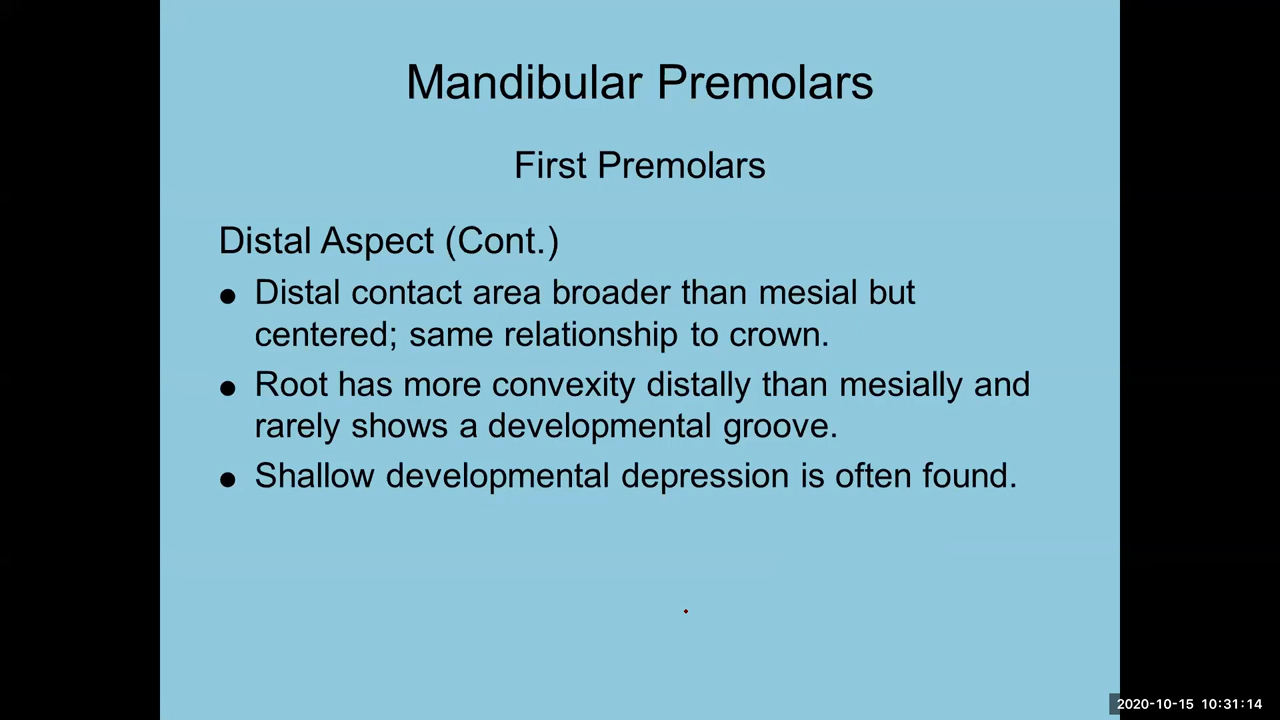 Mandibular Premolars
First Premolars
Distal Aspect (Cont.)
● Distal contact area broader than mesial but
centered; same relationship to crown.
● Root has more convexity distally than mesially and
rarely shows a developmental groove.
● Shallow developmental depression is often found.
2020-10-15 10:31:14